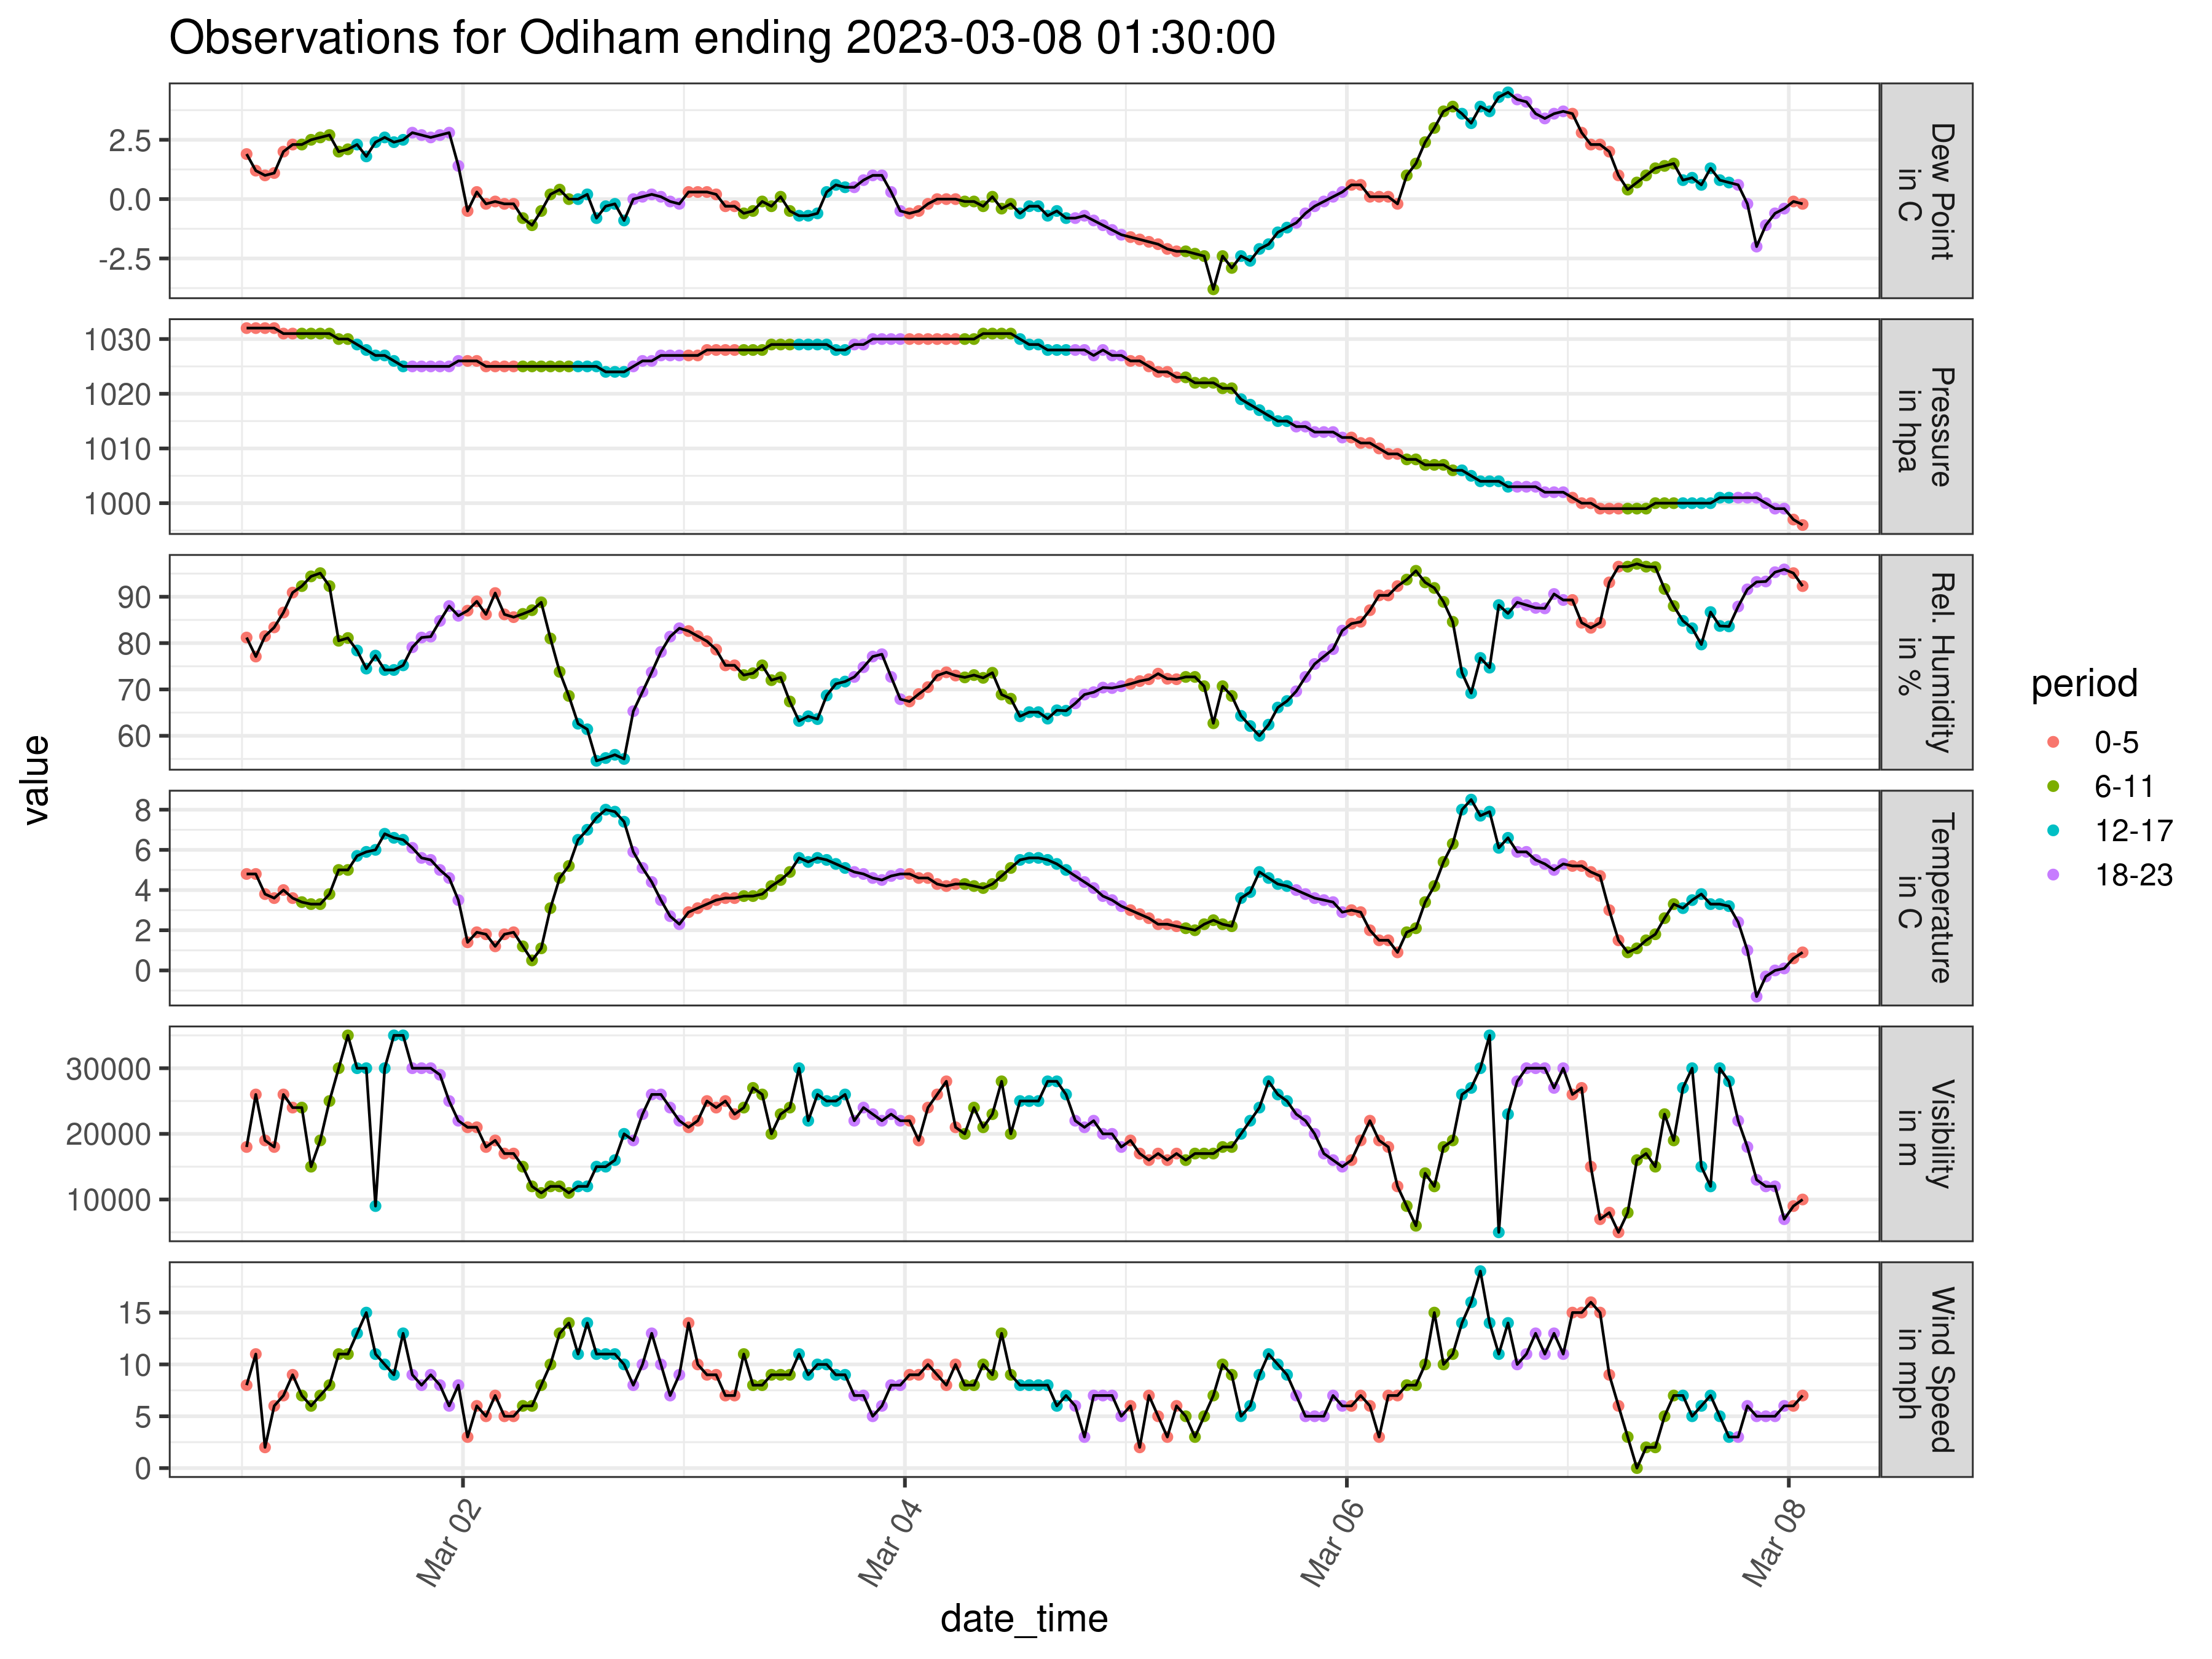 Observations for Odiham ending 2023-03-08 01:30:00
value
2.5
0.0
-2.5
Dew Point
in C
1030
1020
1010
1000
Pressure
in hpa
90
80
70
60
Rel. Humidity
in %
8
6
4
2
0
Temperature
in C
30000
20000
10000
Visibility
in m
15
10
5
0
Wind Speed
in mph
Mar 02
Mar 04
Mar 06
Mar 08
date_time
period
0-5
6-11
12-17
18-23